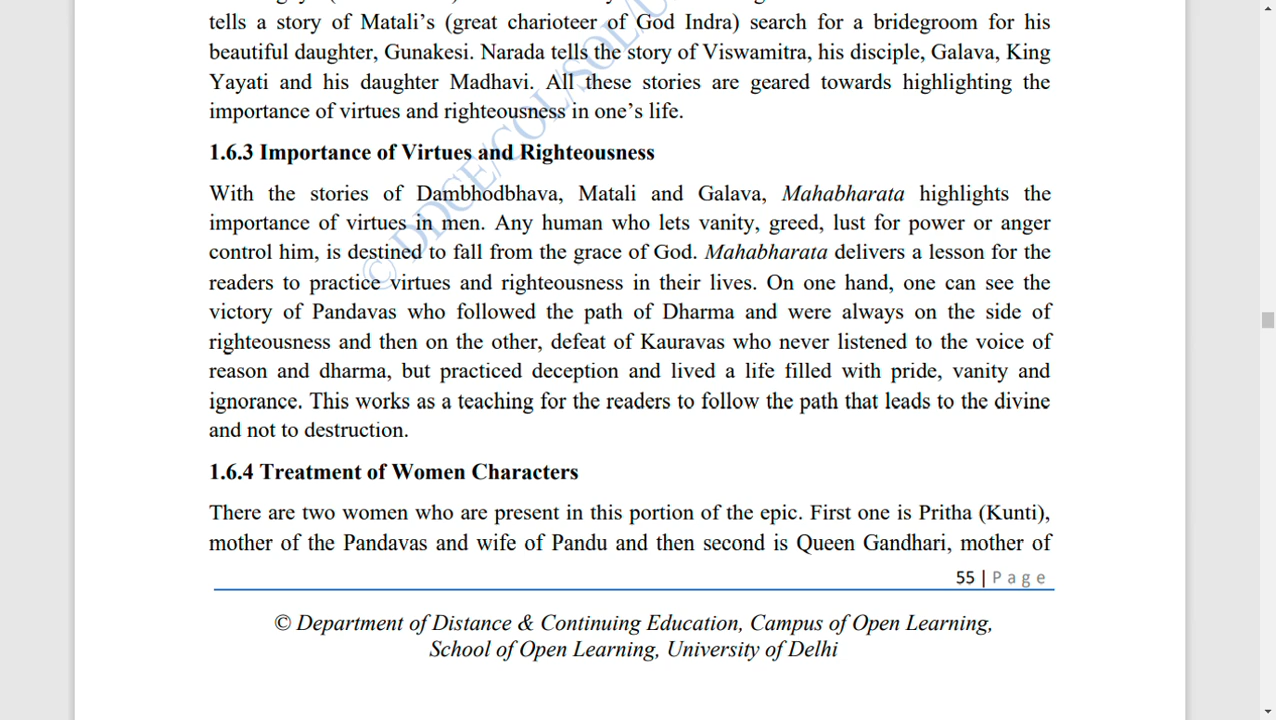 tells a story of Matali’s (great charioteer of God Indra) search for a bridegroom for his
beautiful daughter, Gunakesi. Narada tells the story of Viswamitra, his disciple, Galava, King
Yayati and his daughter Madhavi. All these stories are geared towards highlighting the
importance of virtues and righteousness in one’s life.
1.6.3 Importance of Virtues and Righteousness
With the stories of Dambhodbhava, Matali and Galava, Mahabharata highlights the
importance of virtues in men. Any human who lets vanity, greed, lust for power or anger
control him, is destined to fall from the grace of God. Mahabharata delivers a lesson for the
readers to practice virtues and righteousness in their lives. On one hand, one can see the
victory of Pandavas who followed the path of Dharma and were always on the side of
righteousness and then on the other, defeat of Kauravas who never listened to the voice of
reason and dharma, but practiced deception and lived a life filled with pride, vanity and
ignorance. This works as a teaching for the readers to follow the path that leads to the divine
and not to destruction.
1.6.4 Treatment of Women Characters
There are two women who are present in this portion of the epic. First one is Pritha (Kunti),
mother of the Pandavas and wife of Pandu and then second is Queen Gandhari, mother of
55 | Page
© Department of Distance & Continuing Education, Campus of Open Learning,
School of Open Learning, University of Delhi
© DDCE/COL/SOL/